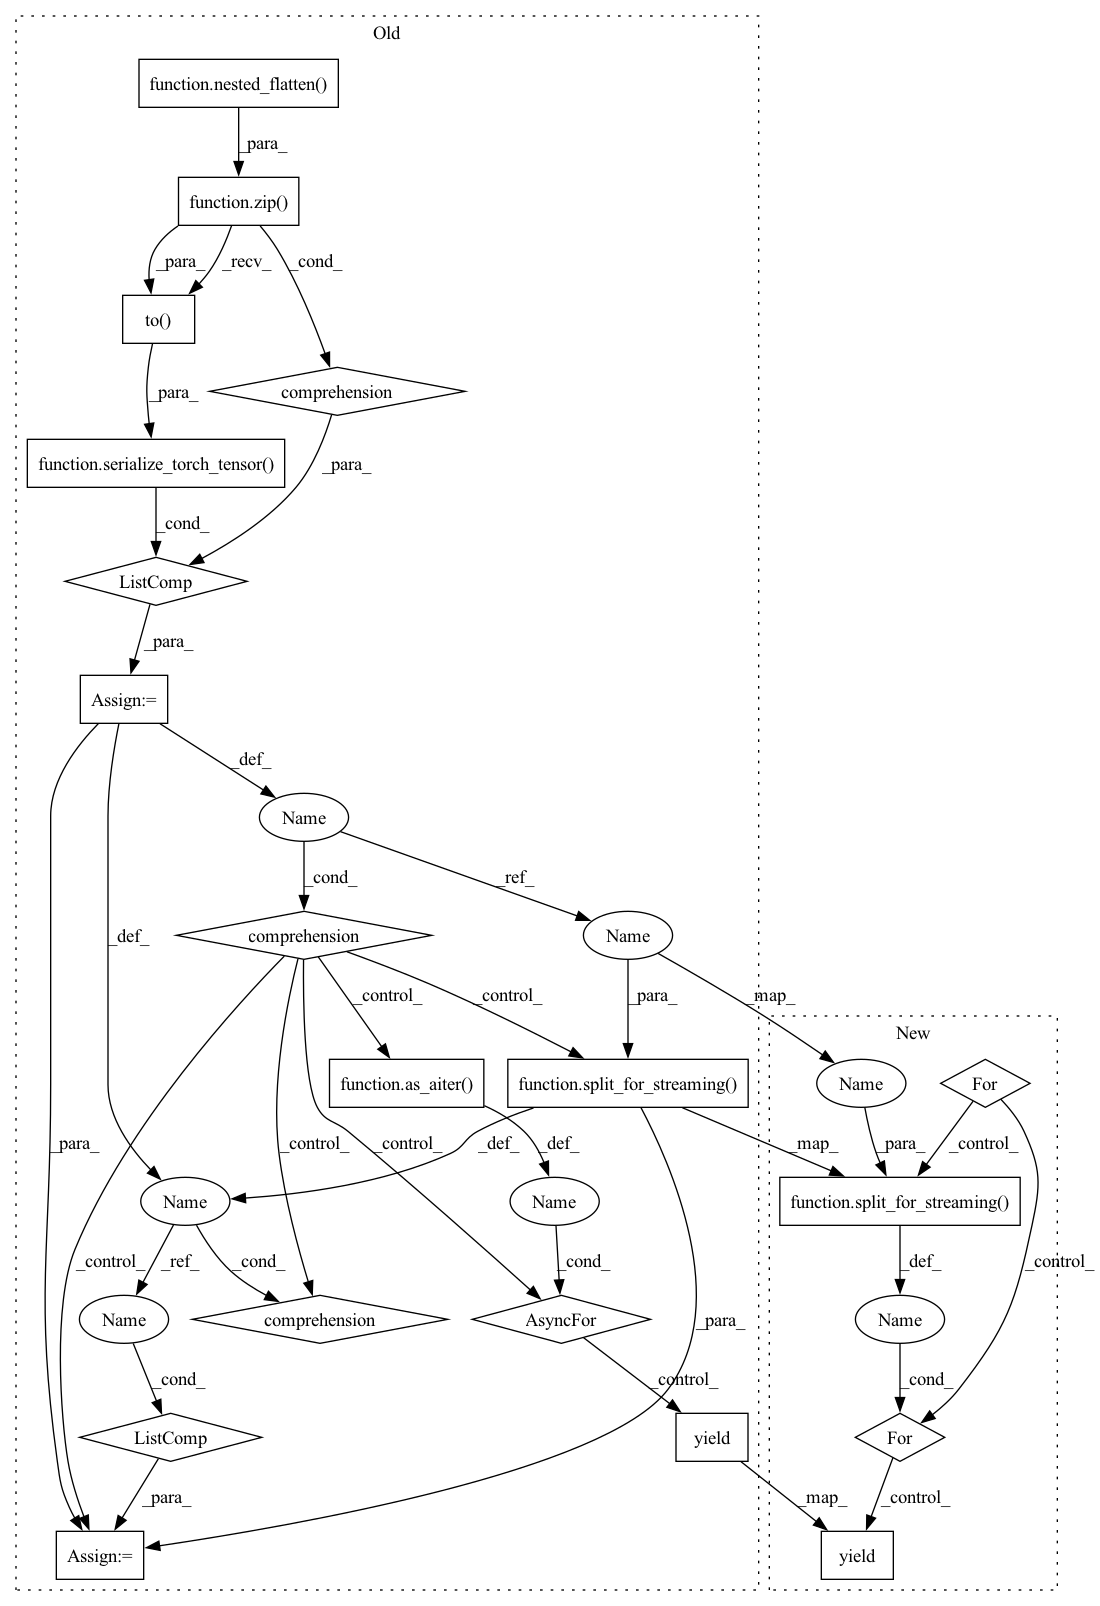 Old
function.nested_flatten()
_para_
function.zip()
_para_
_recv_
_cond_
to()
_para_
comprehension
function.serialize_torch_tensor()
_para_
_cond_
ListComp
_para_
Assign:=
_def_
Name
_cond_
_ref_
_def_
comprehension
Name
_control_
_control_
_para_
_map_
New
function.as_aiter()
function.split_for_streaming()
Name
For
_para_
_control_
_control_
_def_
_def_
_map_
_para_
_control_
Name
Name
function.split_for_streaming()
_control_
_ref_
_cond_
_cond_
_def_
_control_
Name
comprehension
AsyncFor
_para_
Name
_cond_
_control_
_cond_
ListComp
yield
For
_para_
_map_
_control_
Assign:=
yield